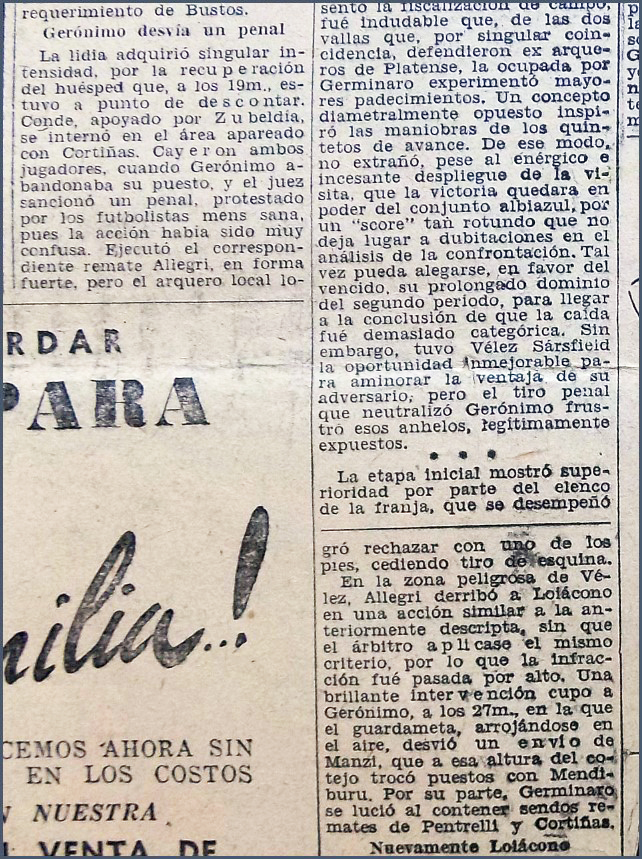 requerimiento de Bustos.
Gerónimo desvía un penal
La lidia adquirió singular in-
tensidad, por la recuperación
del huésped que, a los 19m., es-
tuvo a punto de descontar.
Conde, apoyado por Zubeldía,
se internó en el área apareado
con Cortiñas. Cayeron ambos
jugadores, cuando Gerónimo a-
bandonaba su puesto, y el juez
sancionó un penal, protestado
por los futbolistas mens sana,
pues la acción había sido muy
confusa. Ejecutó el correspon-
diente remate Allegri, en forma
fuerte, pero el arquero local lo-
RDAR
PARA
milia..!
CEMOS AHORA SIN
EN LOS COSTOS
NUESTRA
VENTA DE
sentó la fiscalización de campo,
fué indudable que, de las dos
vallas que, por singular coin-
cidencia, defendieron ex arque-
ros de Platense, la ocupada por
Germinaro experimentó mayo-
res padecimientos. Un concepto
diametralmente opuesto inspi-
ró las maniobras de los quin-
tetos de avance. De ese modo,
no extrañó, pese al enérgico e
incesante despliegue de la vi-
sita, que la victoria quedara en
poder del conjunto albiazul, por
un "score" tan rotundo que no
deja lugar a dubitaciones en el
análisis de la confrontación. Tal
vez pueda alegarse, en favor del
vencido, su prolongado dominio
del segundo período, para llegar
a la conclusión de que la caída
fué demasiado categórica. Sin
embargo, tuvo Vélez Sársfield
la oportunidad inmejorable pa-
ra aminorar la ventaja de su
adversario, pero el tiro penal
que neutralizó Gerónimo frus-
tró esos anhelos, legítimamente
expuestos.
* * *
La etapa inicial mostró supe-
rioridad por parte del elenco
de la franja, que se desempeñó
gró rechazar con uno de los
pies, cediendo tiro de esquina.
En la zona peligrosa de Vé-
lez, Allegri derribó a Loiácono
en una acción similar a la an-
teriormente descripta, sin que
el árbitro aplicase el mismo
criterio, por lo que la infrac-
ción fué pasada por alto. Una
brillante intervención cupo a
Gerónimo, a los 27m., en la que
el guardameta, arrojándose en
el aire, desvió un envío de
Manzi, que a esa altura del co-
tejo trocó puestos con Mendi-
buru. Por su parte, Germinaro
se lució al contener sendos re-
mates de Pentrelli y Cortiñas.
Nuevamente Loiácono